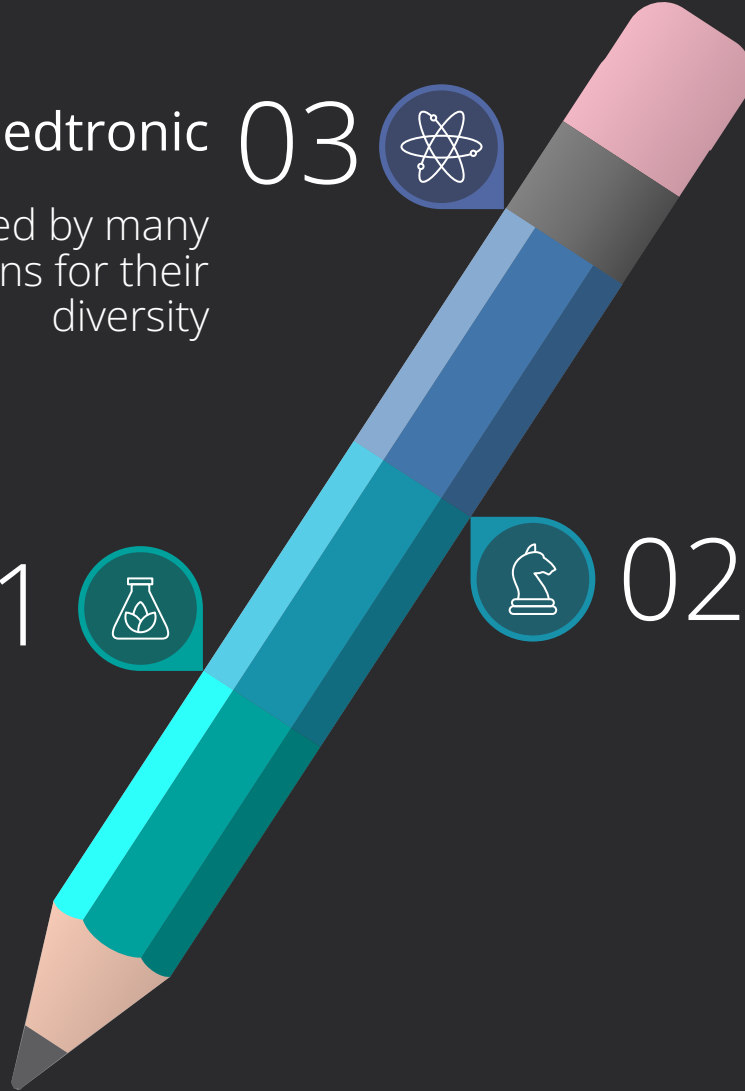 edtronic
03
ed by many
ns for their
diversity
1
02